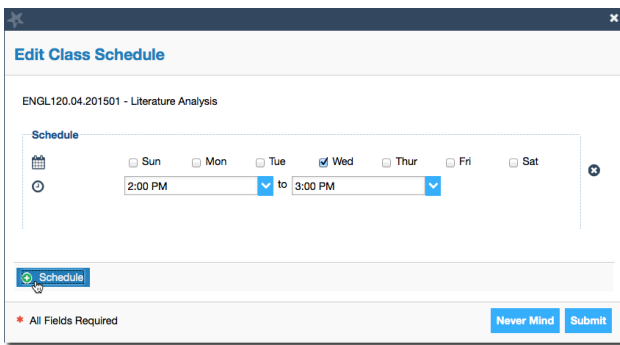 Edit Class Schedule
ENGL120.04.201501 - Literature Analysis
Schedule
Sun Mon Tue Wed Thur Fri Sat
2:00 PM to 3:00 PM
Schedule
* All Fields Required Never Mind Submit